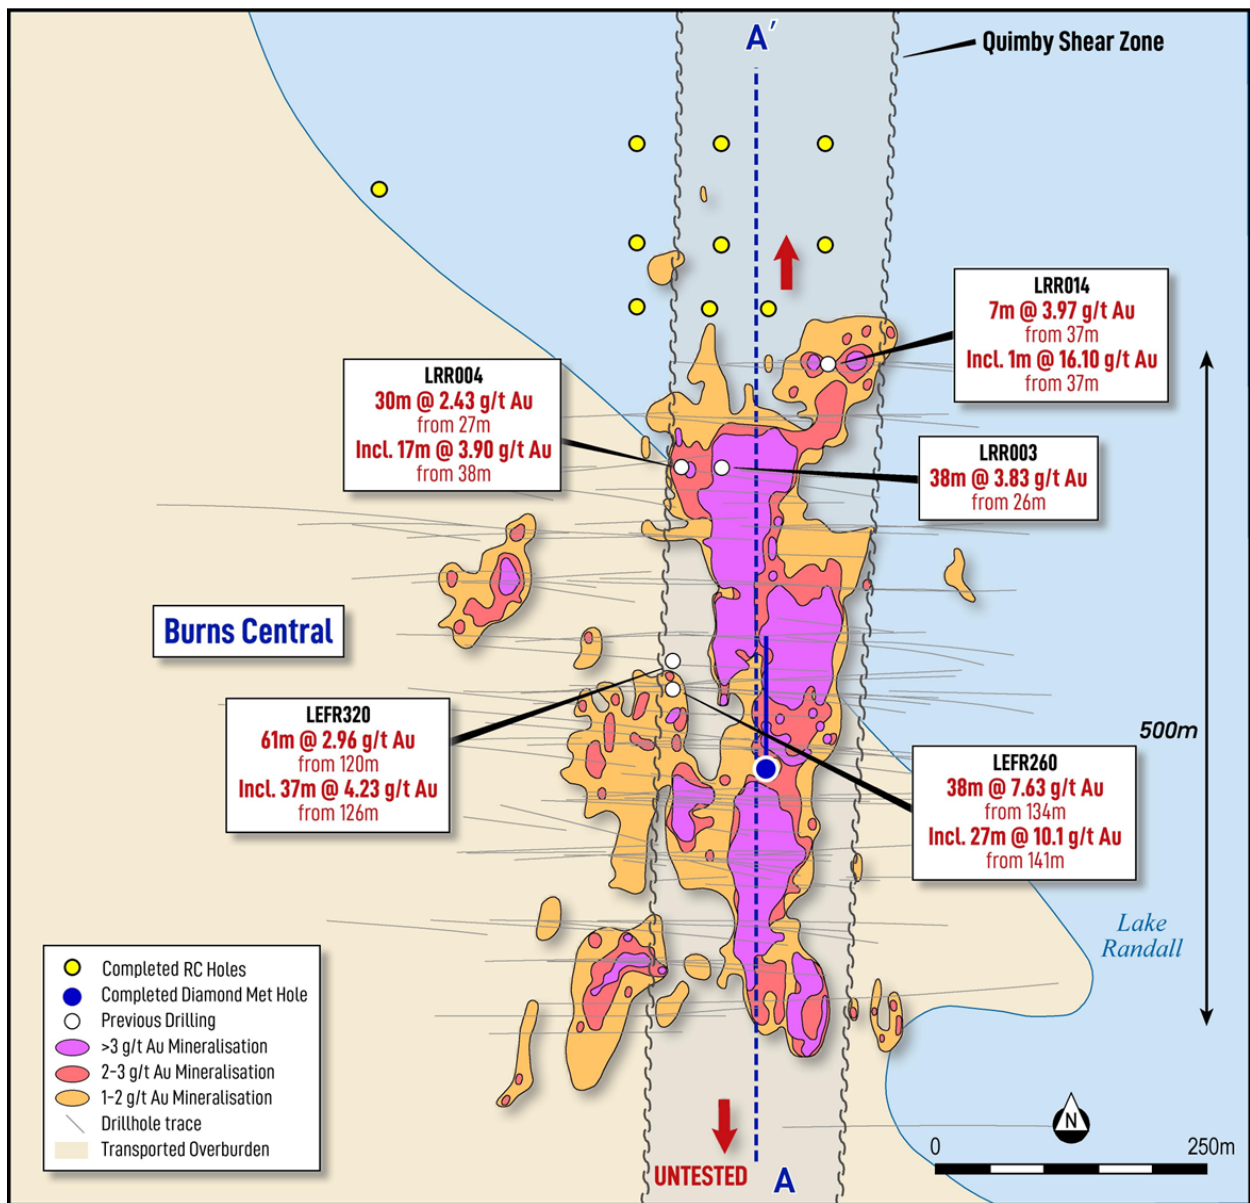 A'
Quimby Shear Zone
LRR014
7m @ 3.97 g/t Au
from 37m
Incl. 1m @ 16.10 g/t Au
from 37m
LRR004
30m @ 2.43 g/t Au
from 27m
Incl. 17m @ 3.90 g/t Au
from 38m
LRR003
38m @ 3.83 g/t Au
from 26m
Burns Central
LEFR320
61m @ 2.96 g/t Au
from 120m
Incl. 37m @ 4.23 g/t Au
from 126m
500m
LEFR260
38m @ 7.63 g/t Au
from 134m
Incl. 27m @ 10.1 g/t Au
from 141m
Lake
Randall
Completed RC Holes
Completed Diamond Met Hole
Previous Drilling
>3 g/t Au Mineralisation
2-3 g/t Au Mineralisation
1-2 g/t Au Mineralisation
Drillhole trace
Transported Overburden
UNTESTED
A
N
0
250m